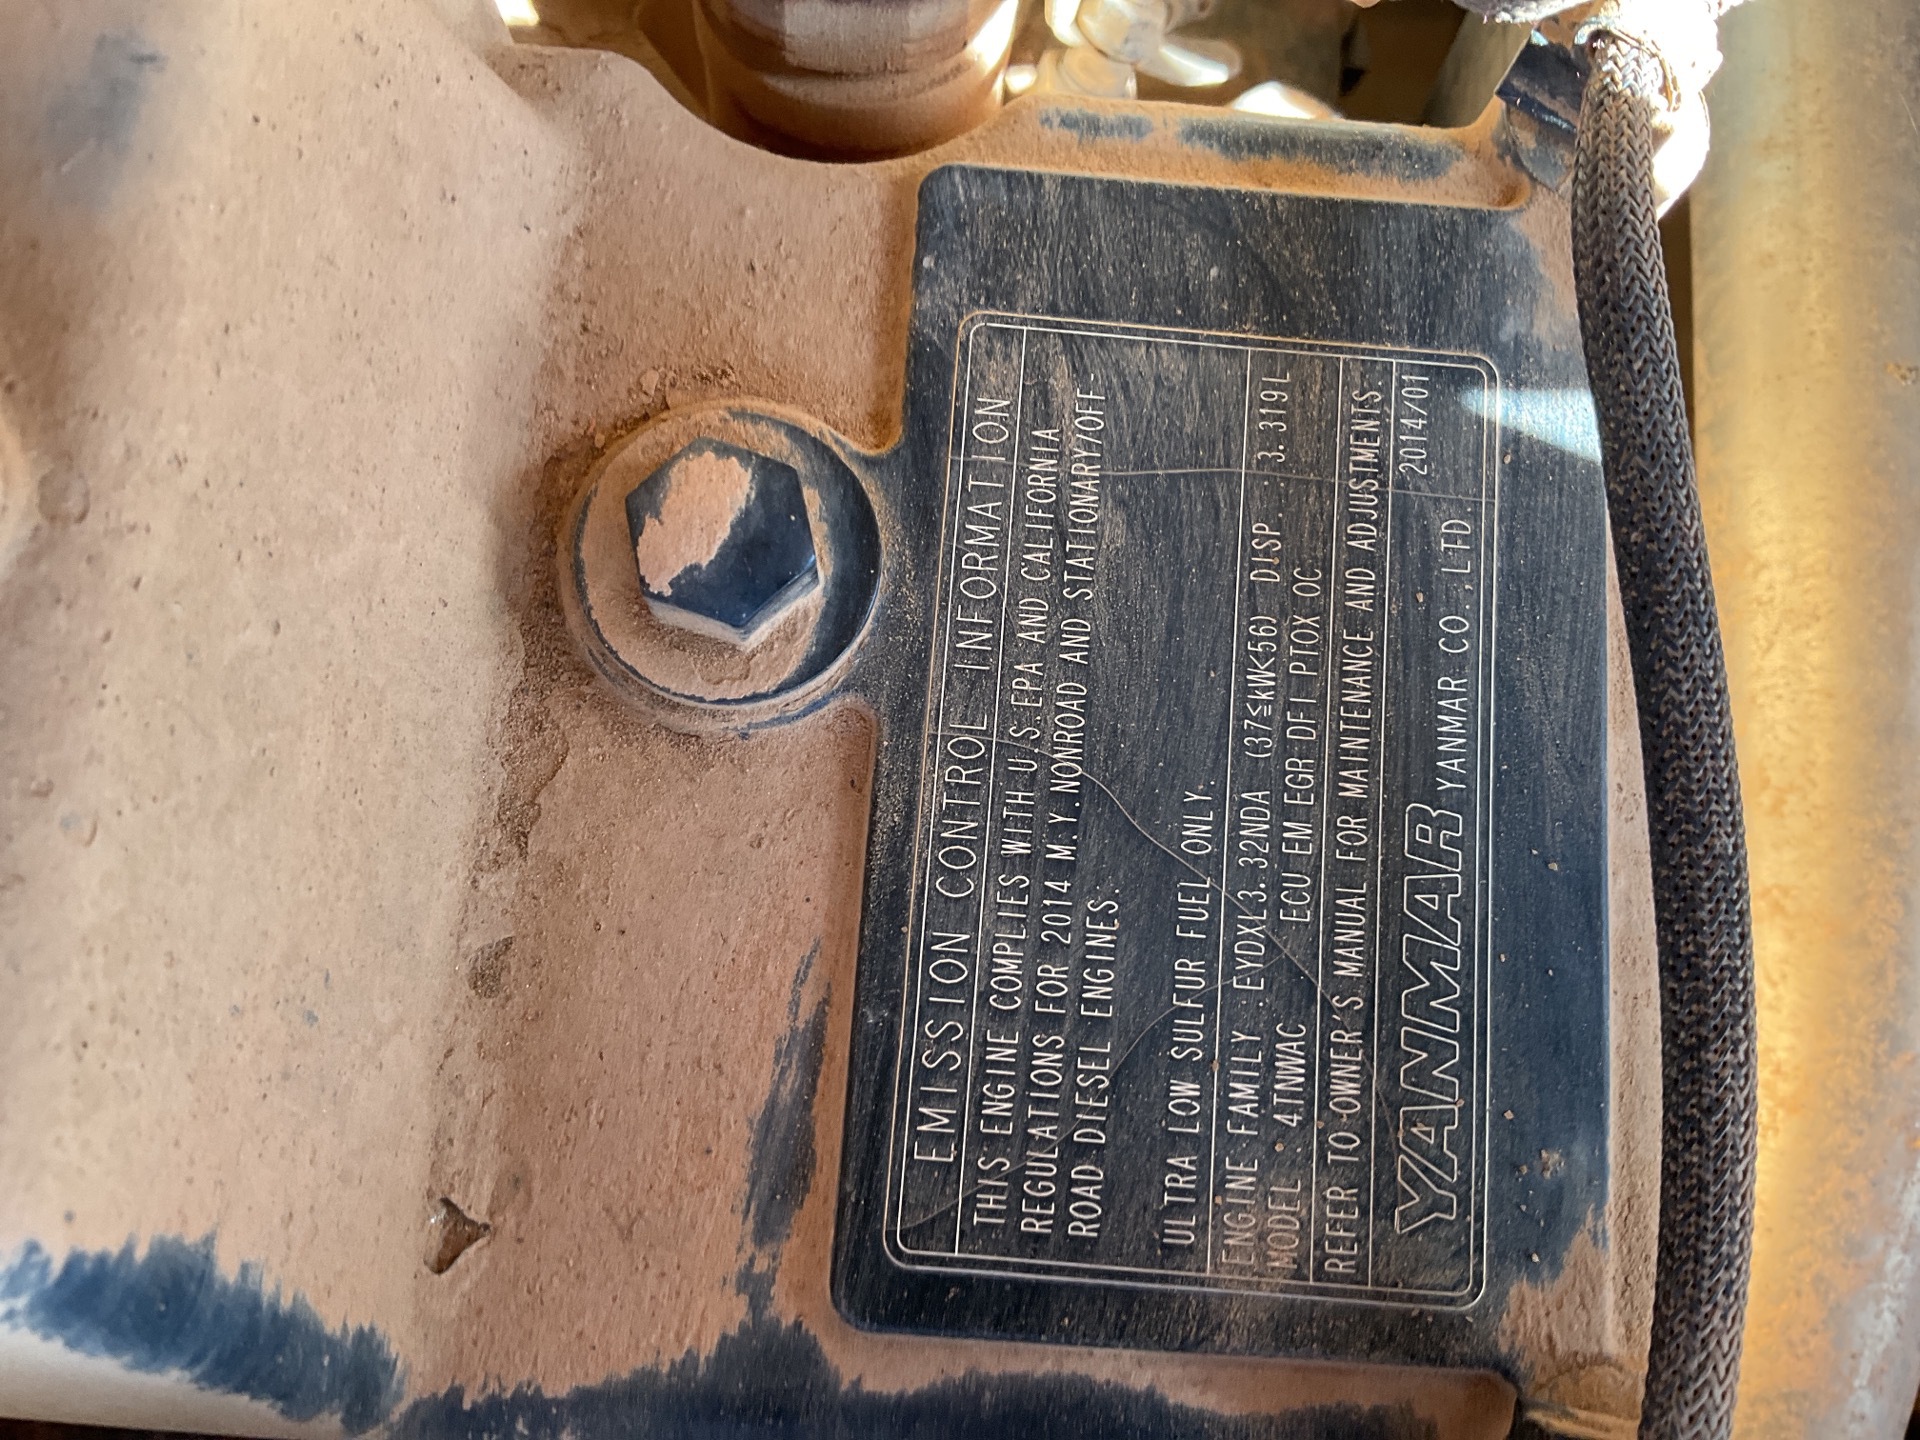 EMISSION CONTROL INFORMATION
THIS ENGINE COMPLIES WITH U.S. EPA AND CALIFORNIA
REGULATIONS FOR 2014 M.Y. NONROAD AND STATIONARY/OFF-
ROAD DIESEL ENGINES.
ULTRA LOW SULFUR FUEL ONLY.
ENGINE FAMILY : EYDXL3.32NDA (37≦kW<56) DISP. : 3.319L
MODEL : 4TNWAC ECU EM EGR DFI PTOX OC
REFER TO OWNER'S MANUAL FOR MAINTENANCE AND ADJUSTMENTS.
YANMAR YANMAR CO.,LTD. 2014/01